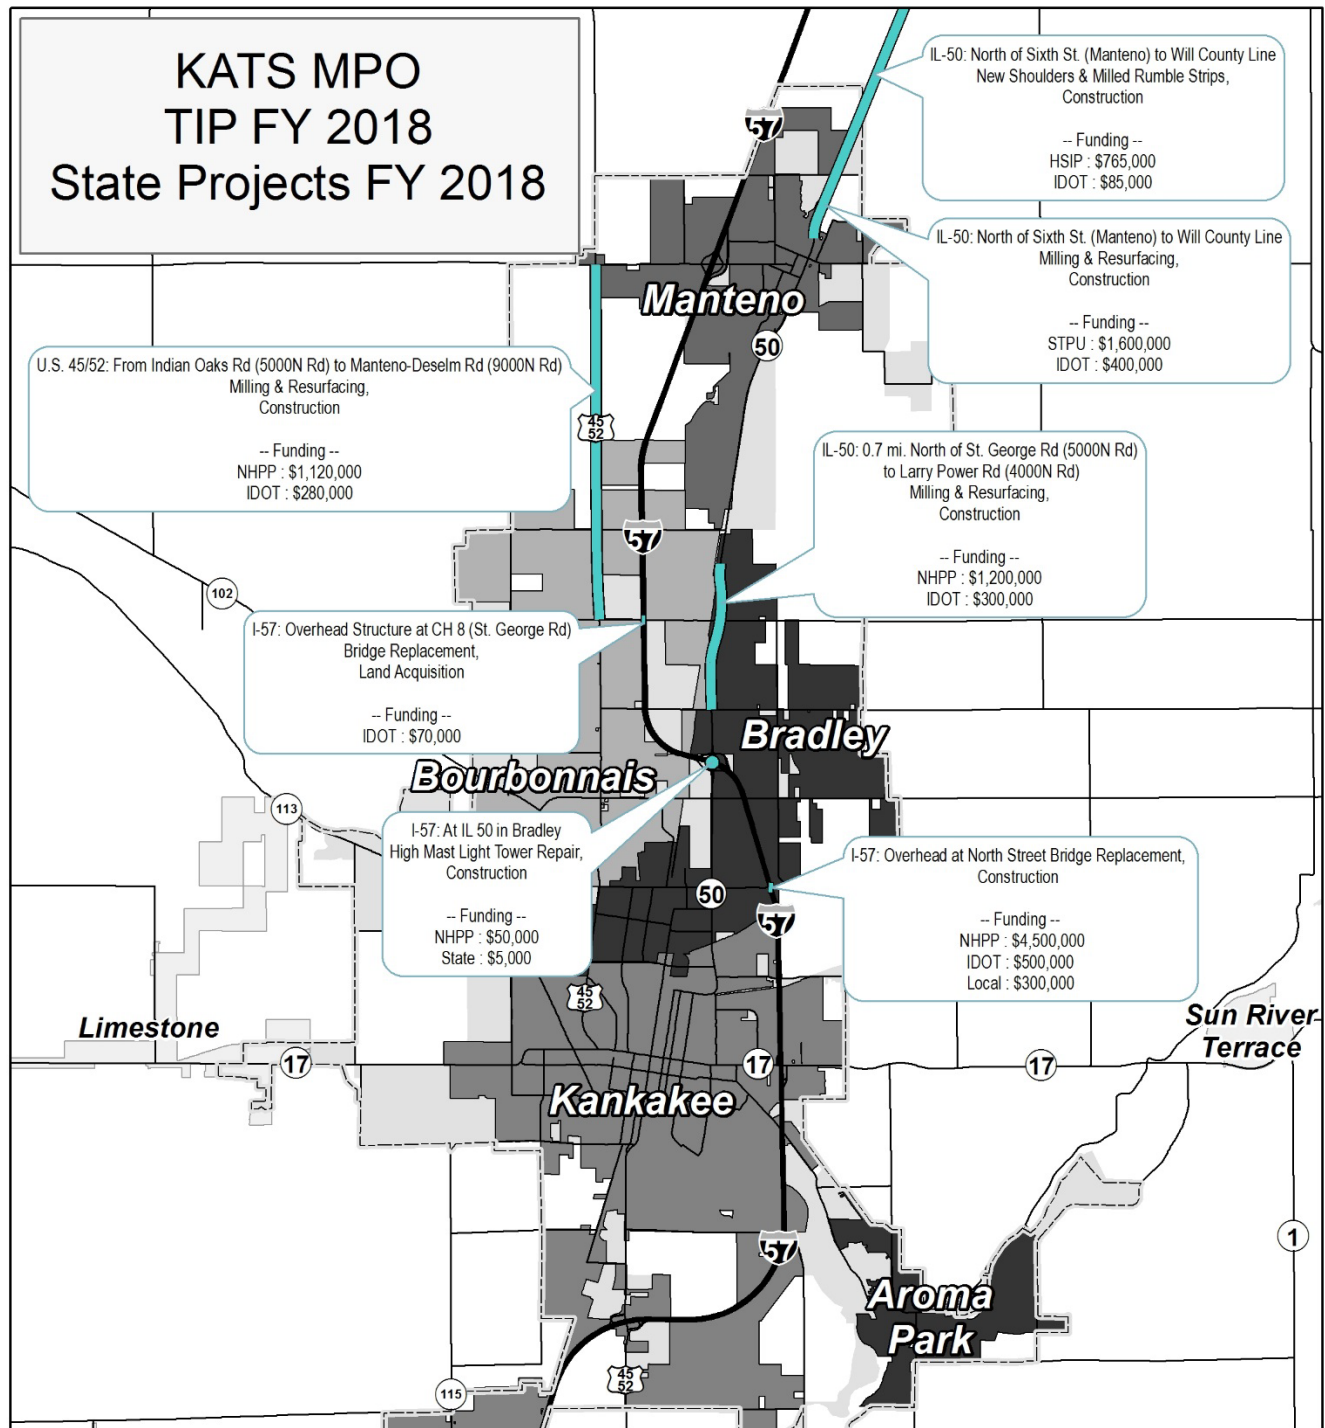 KATS MPO
TIP FY 2018
State Projects FY 2018
IL-50: North of Sixth St. (Manteno) to Will County Line
New Shoulders & Milled Rumble Strips,
Construction
-- Funding --
HSIP : $765,000
IDOT : $85,000
57
IL-50: North of Sixth St. (Manteno) to Will County Line
Milling & Resurfacing,
Construction
-- Funding --
STPU : $1,600,000
IDOT : $400,000
Manteno
50
U.S. 45/52: From Indian Oaks Rd (5000N Rd) to Manteno-Deselm Rd (9000N Rd)
Milling & Resurfacing,
Construction
-- Funding --
NHPP : $1,120,000
IDOT : $280,000
45
52
IL-50: 0.7 mi. North of St. George Rd (5000N Rd)
to Larry Power Rd (4000N Rd)
Milling & Resurfacing,
Construction
-- Funding --
NHPP : $1,200,000
IDOT : $300,000
57
102
I-57: Overhead Structure at CH 8 (St. George Rd)
Bridge Replacement,
Land Acquisition
-- Funding --
IDOT : $70,000
Bradley
Bourbonnais
113
I-57: At IL 50 in Bradley
High Mast Light Tower Repair,
Construction
-- Funding --
NHPP : $50,000
State : $5,000
I-57: Overhead at North Street Bridge Replacement,
Construction
-- Funding --
NHPP : $4,500,000
IDOT : $500,000
Local : $300,000
50
57
45
52
Limestone
Sun River
Terrace
17
17
17
Kankakee
1
57
Aroma
Park
45
52
115